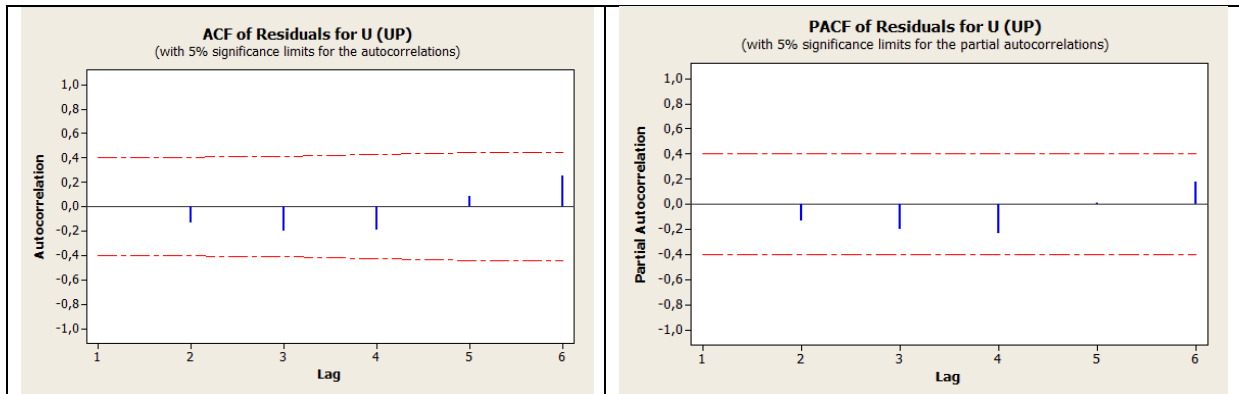 ACF of Residuals for U (UP)
(with 5% significance limits for the autocorrelations)
Autocorrelation
1,0
0,8
0,6
0,4
0,2
0,0
-0,2
-0,4
-0,6
-0,8
-1,0
1 2 3 4 5 6
Lag
PACF of Residuals for U (UP)
(with 5% significance limits for the partial autocorrelations)
Partial Autocorrelation
1,0
0,8
0,6
0,4
0,2
0,0
-0,2
-0,4
-0,6
-0,8
-1,0
1 2 3 4 5 6
Lag